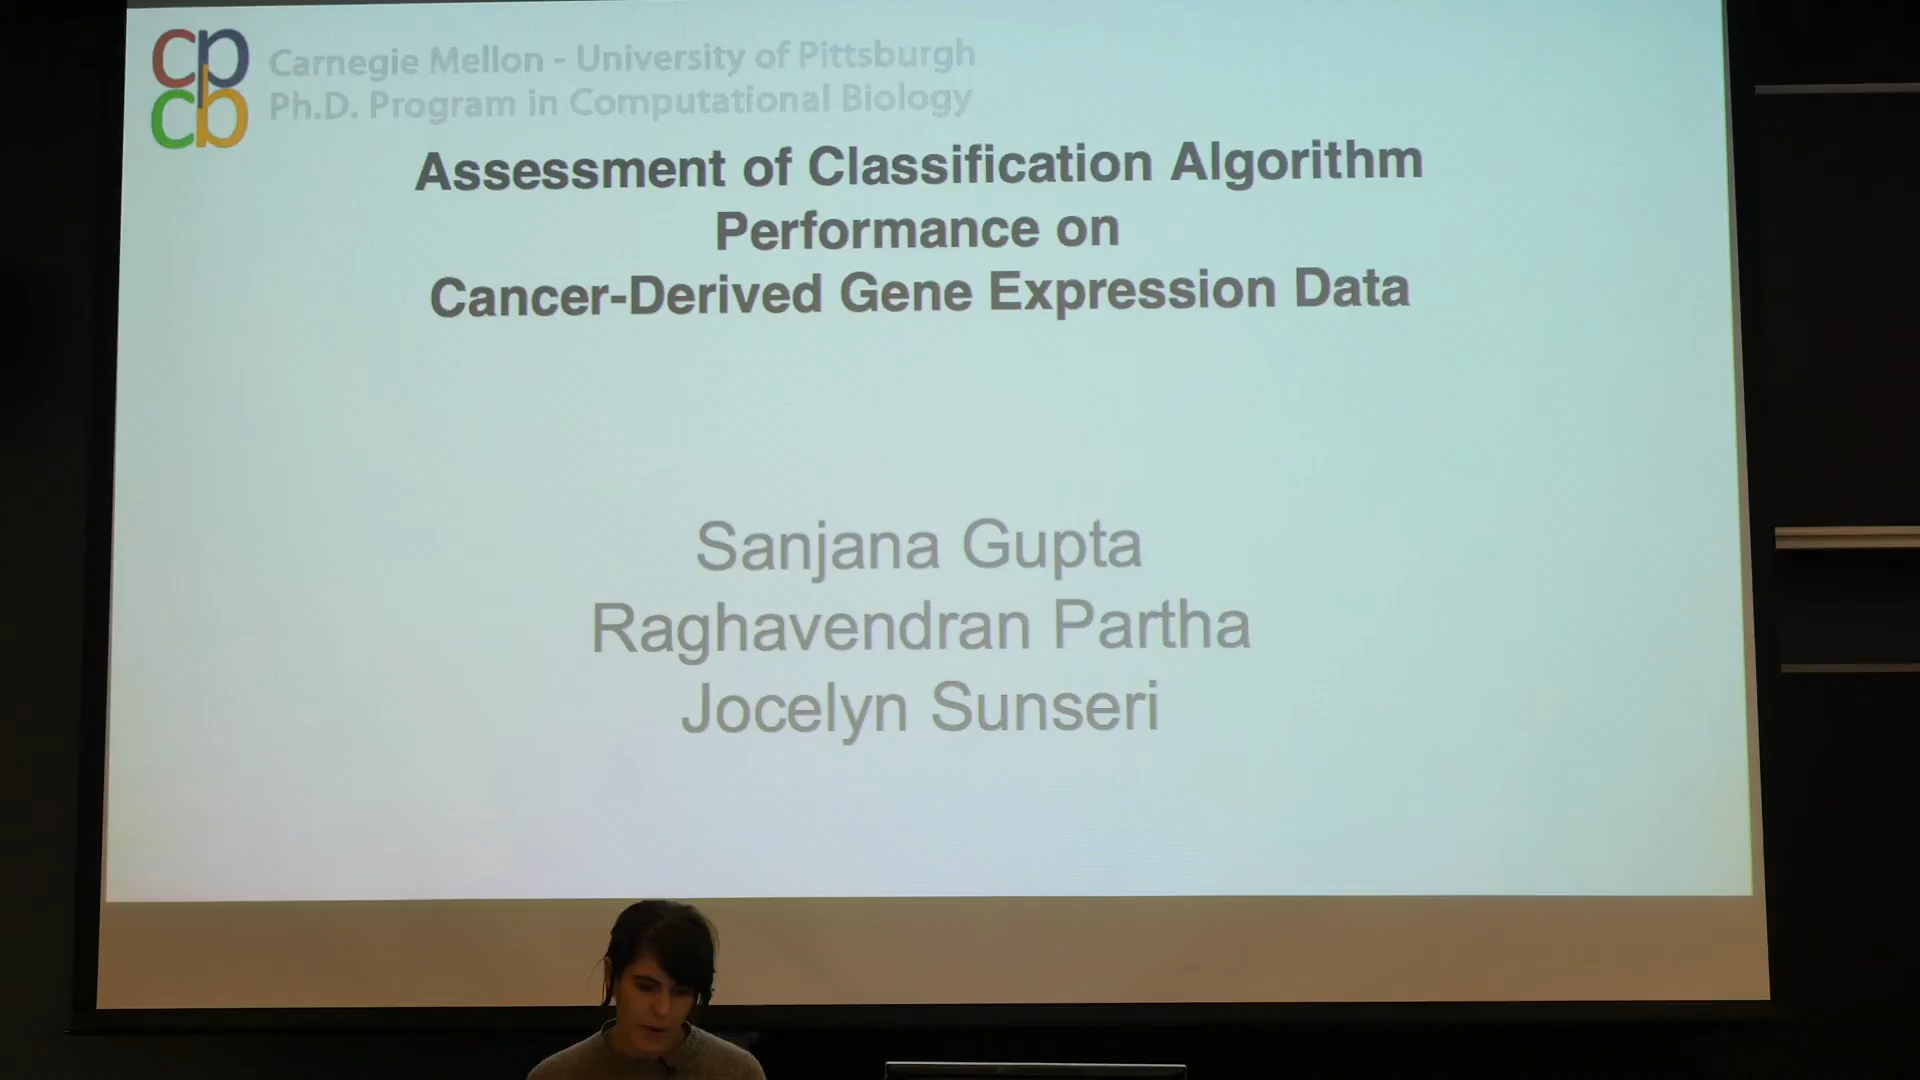 cp
cb
Carnegie Mellon - University of Pittsburgh
Ph.D. Program in Computational Biology
Assessment of Classification Algorithm
Performance on
Cancer-Derived Gene Expression Data
Sanjana Gupta
Raghavendran Partha
Jocelyn Sunseri